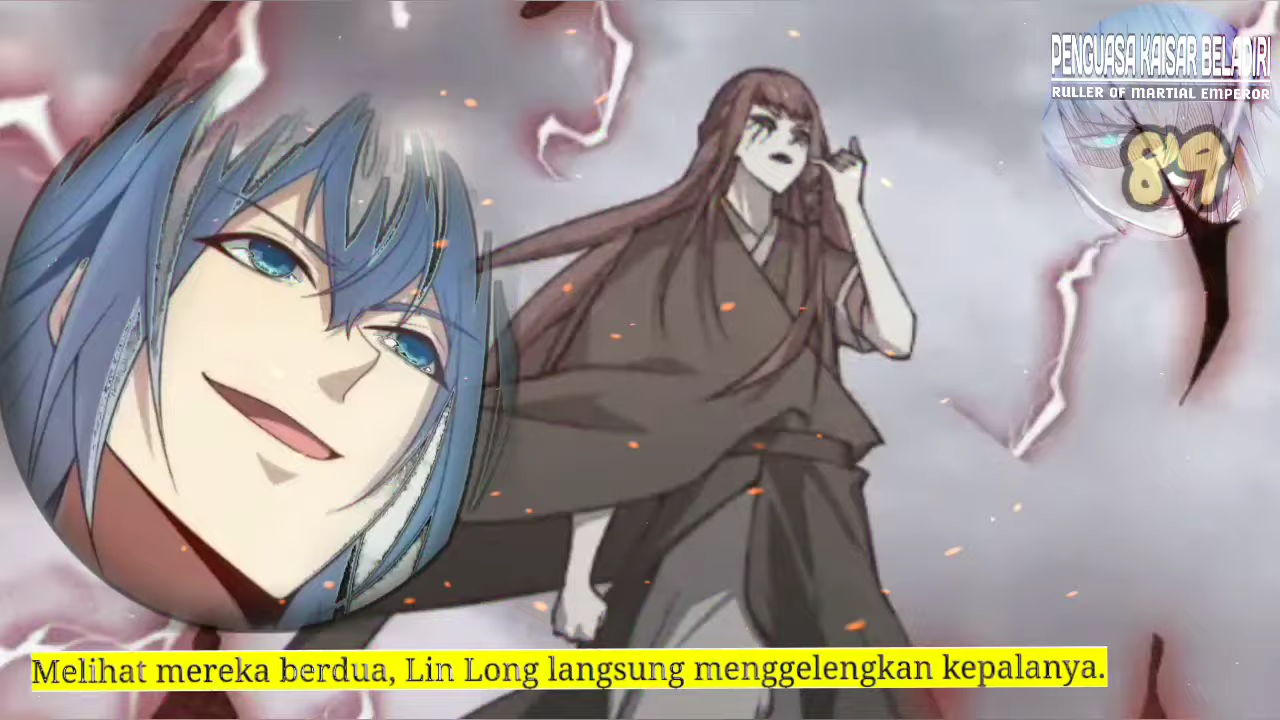 PENGUASA KAISAR BELADIRI
RULLER OF MARTIAL EMPEROR
89
Melihat mereka berdua, Lin Long langsung menggelengkan kepalanya.